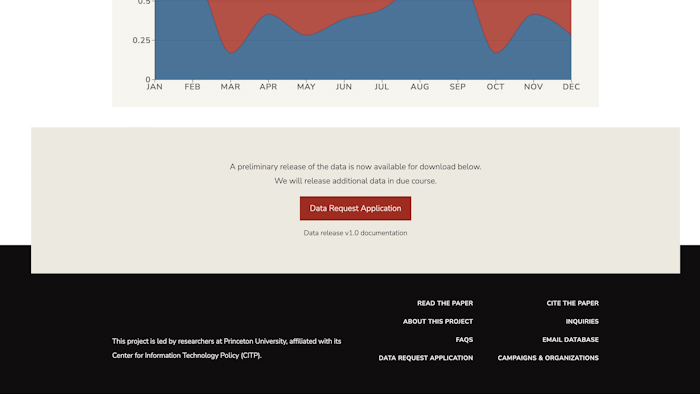 0.5
0.25
0
JAN FEB MAR APR MAY JUN JUL AUG SEP OCT NOV DEC
A preliminary release of the data is now available for download below.
We will release additional data in due course.
Data Request Application
Data release v1.0 documentation
READ THE PAPER
ABOUT THIS PROJECT
FAQS
DATA REQUEST APPLICATION
CITE THE PAPER
INQUIRIES
EMAIL DATABASE
CAMPAIGNS & ORGANIZATIONS
This project is led by researchers at Princeton University, affiliated with its
Center for Information Technology Policy (CITP).